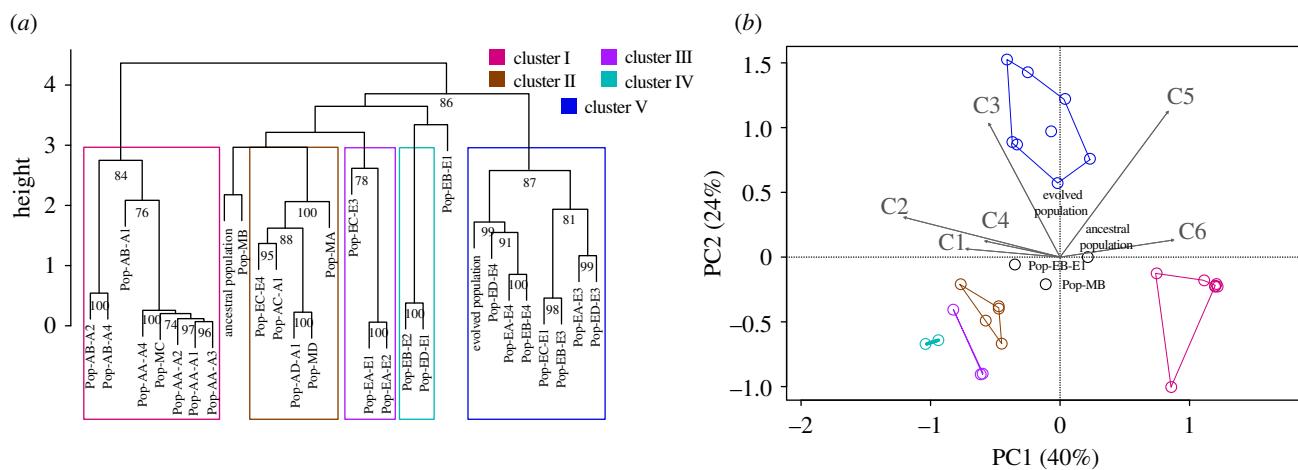 (a)
cluster I
cluster II
cluster III
cluster IV
cluster V
height
4
3
2
1
0
86
84
76
100
100
74
97
96
95
88
100
100
78
100
100
87
99
91
100
81
98
99
Pop-AB-A2
Pop-AB-A4
Pop-AB-A1
Pop-AA-A4
Pop-MC
Pop-AA-A2
Pop-AA-A1
Pop-AA-A3
ancestral population
Pop-MB
Pop-EC-E4
Pop-AC-A1
Pop-AD-A1
Pop-MD
Pop-MA
Pop-EC-E3
Pop-EA-E1
Pop-EA-E2
Pop-EB-E2
Pop-ED-E1
Pop-EB-E1
evolved population
Pop-ED-E4
Pop-EA-E4
Pop-EB-E4
Pop-EC-E1
Pop-EB-E3
Pop-EA-E3
Pop-ED-E3
(b)
PC2 (24%)
1.5
1.0
0.5
0
−0.5
−1.0
C3
C5
C2
C4
C1
C6
evolved
population
ancestral
population
Pop-EB-E1
Pop-MB
−2
−1
0
1
PC1 (40%)